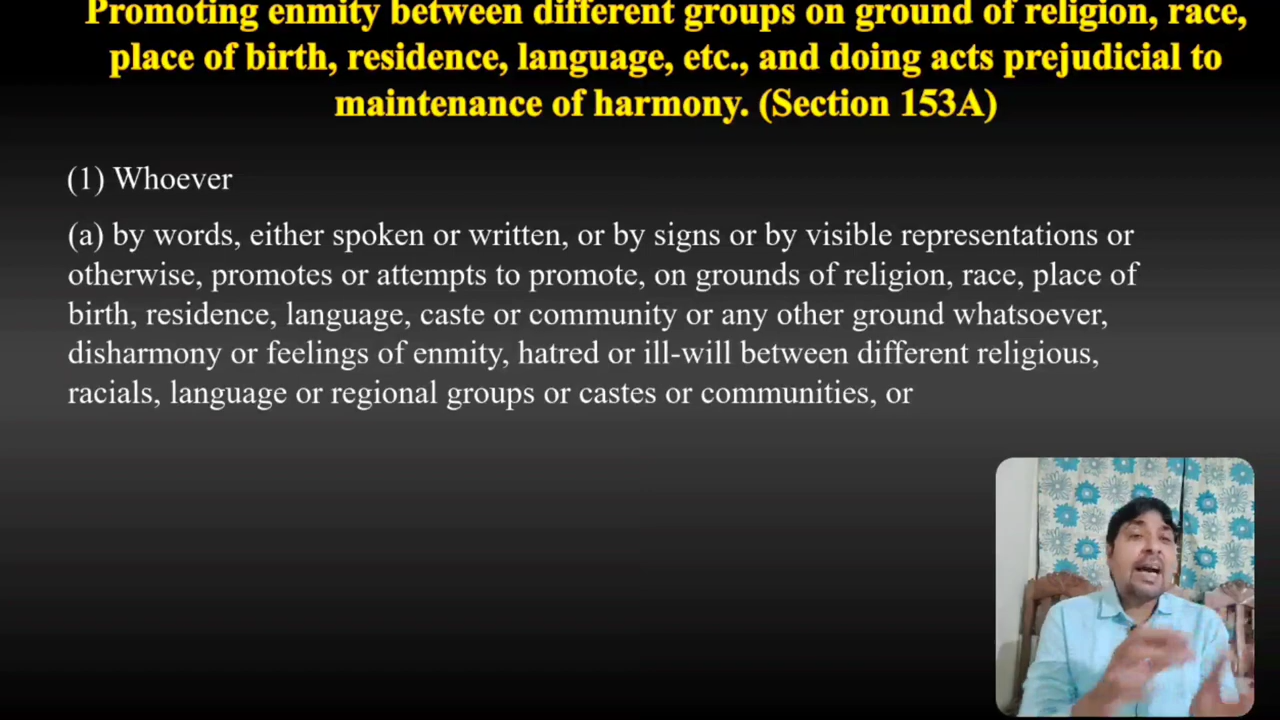 Promoting enmity between different groups on ground of religion, race,
place of birth, residence, language, etc., and doing acts prejudicial to
maintenance of harmony. (Section 153A)
(1) Whoever
(a) by words, either spoken or written, or by signs or by visible representations or
otherwise, promotes or attempts to promote, on grounds of religion, race, place of
birth, residence, language, caste or community or any other ground whatsoever,
disharmony or feelings of enmity, hatred or ill-will between different religious,
racials, language or regional groups or castes or communities, or